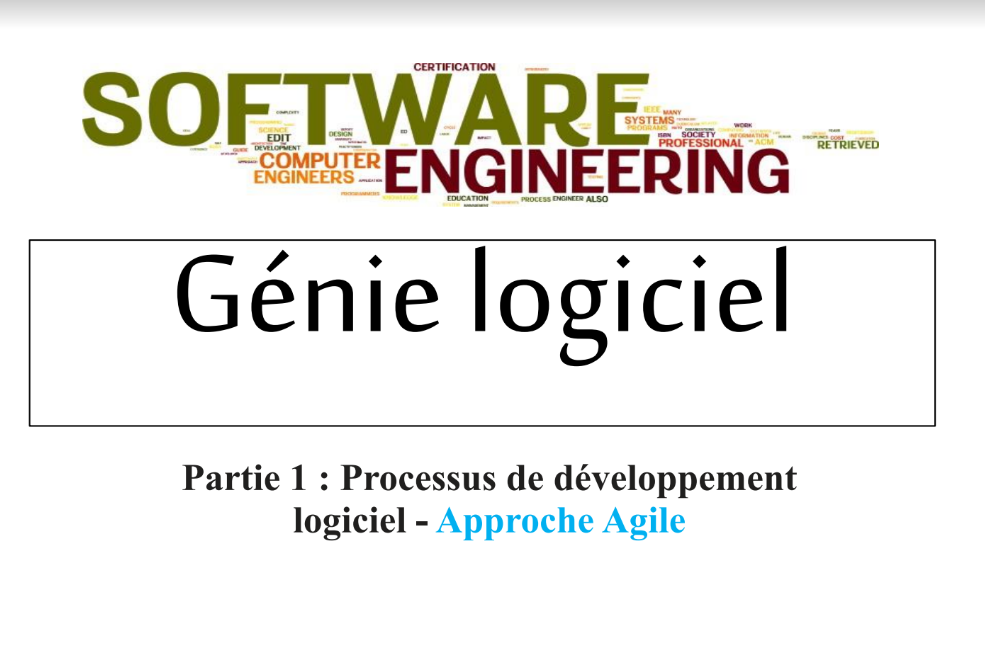 CERTIFICATION
SOFTWARE
IEEE MANY
SYSTEMS
PROGRAMS
WORK
SCIENCE
DESIGN
SOCIETY
INFORMATION
EDIT
PROFESSIONAL
ACM
DEVELOPMENT
RETRIEVED
COMPUTER
ENGINEERING
ENGINEERS
EDUCATION
PROCESS ENGINEER ALSO
Génie logiciel
Partie 1 : Processus de développement
logiciel - Approche Agile